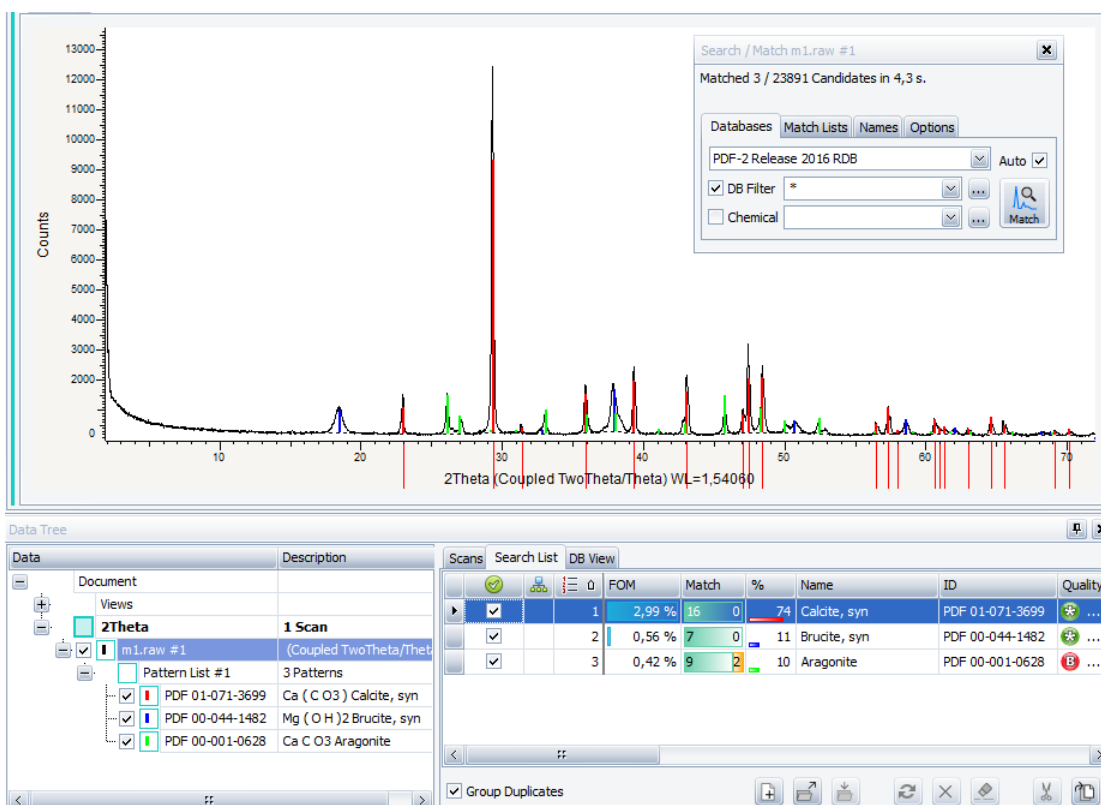 Search / Match m1.raw #1
Matched 3 / 23891 Candidates in 4,3 s.
Databases Match Lists Names Options
PDF-2 Release 2016 RDB Auto
DB Filter * ...
Chemical ... Match
13000
12000
11000
10000
9000
8000
7000
6000
5000
4000
3000
2000
1000
0
Counts
10 20 30 40 50 60 70
2Theta (Coupled TwoTheta/Theta) WL=1,54060
Data Tree
Data Description
Document
Views
2Theta 1 Scan
m1.raw #1 (Coupled TwoTheta/Theta
Pattern List #1 3 Patterns
PDF 01-071-3699 Ca ( C O3 ) Calcite, syn
PDF 00-044-1482 Mg ( O H )2 Brucite, syn
PDF 00-001-0628 Ca C O3 Aragonite
Scans Search List DB View
FOM Match % Name ID Quality
1 2,99 % 16 0 74 Calcite, syn PDF 01-071-3699 ...
2 0,56 % 7 0 11 Brucite, syn PDF 00-044-1482 ...
3 0,42 % 9 2 10 Aragonite PDF 00-001-0628 B ...
Group Duplicates